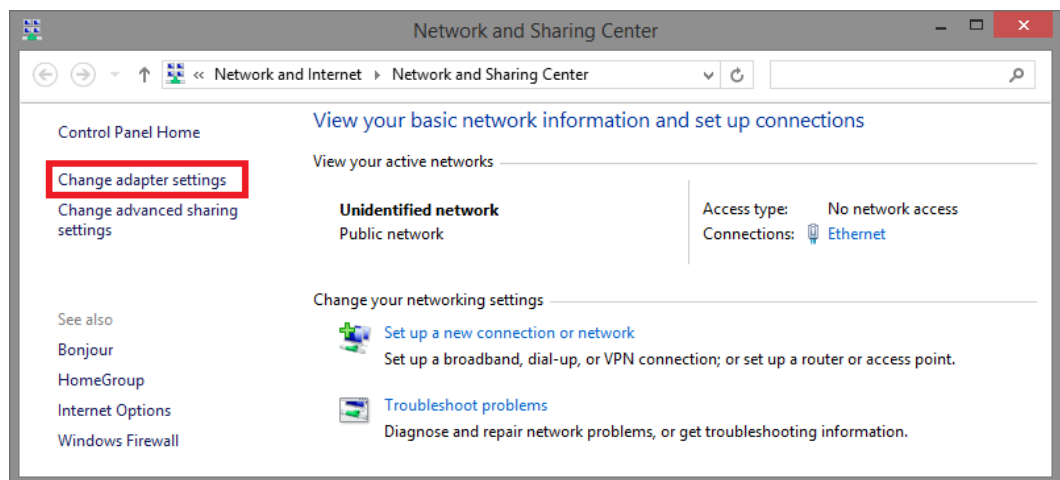 Network and Sharing Center
« Network and Internet ▸ Network and Sharing Center
Control Panel Home
Change adapter settings
Change advanced sharing
settings
See also
Bonjour
HomeGroup
Internet Options
Windows Firewall
View your basic network information and set up connections
View your active networks
Unidentified network
Public network
Access type: No network access
Connections: Ethernet
Change your networking settings
Set up a new connection or network
Set up a broadband, dial-up, or VPN connection; or set up a router or access point.
Troubleshoot problems
Diagnose and repair network problems, or get troubleshooting information.